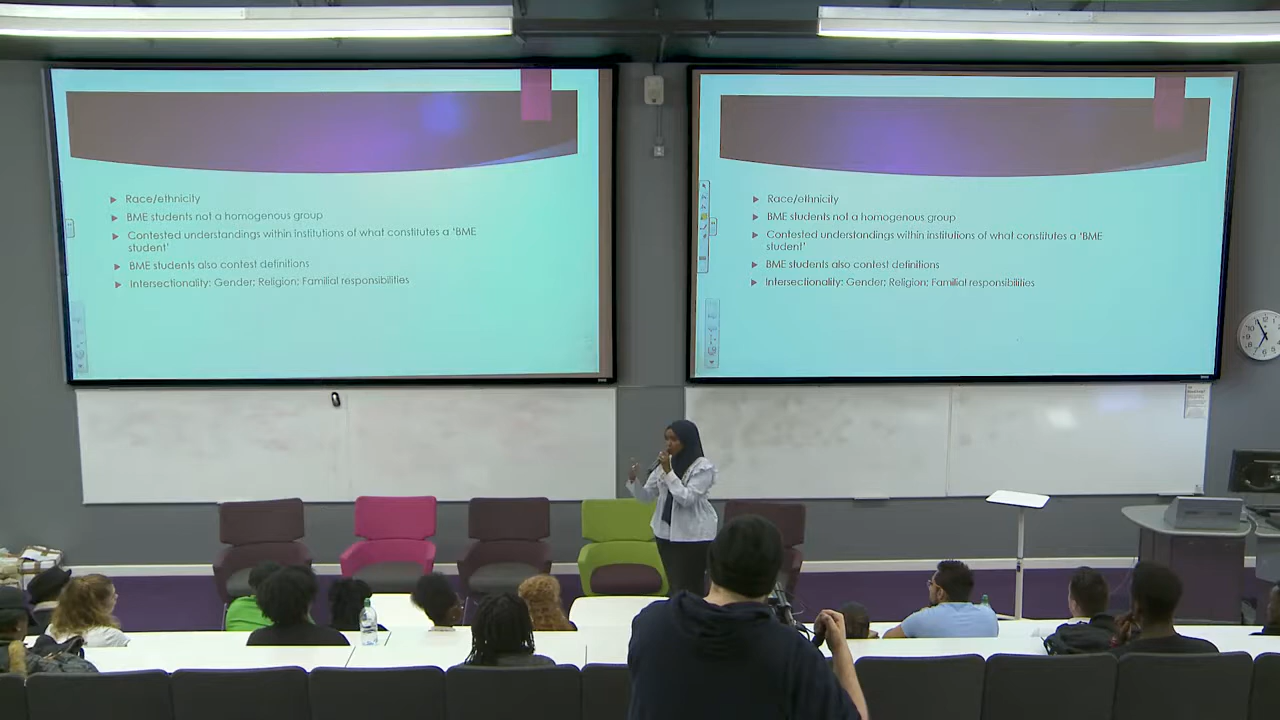 Race/ethnicity
BME students not a homogenous group
Contested understandings within institutions of what constitutes a 'BME
student'
BME students also contest definitions
Intersectionality: Gender; Religion; Familial responsibilities
Race/ethnicity
BME students not a homogenous group
Contested understandings within institutions of what constitutes a 'BME
student'
BME students also contest definitions
Intersectionality: Gender; Religion; Familial responsibilities